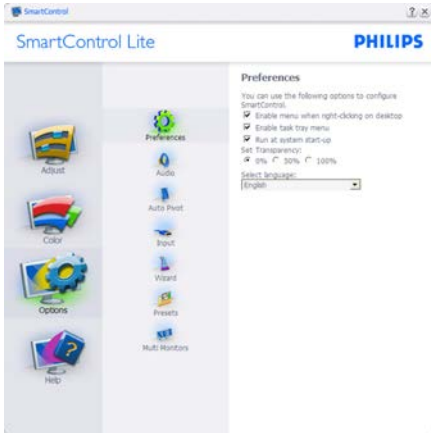 SmartControl
SmartControl Lite
PHILIPS
Adjust
Color
Options
Help
Preferences
Audio
Auto Pivot
Input
Wizard
Presets
Multi Monitors
Preferences
You can use the following options to configure
SmartControl.
Enable menu when right-clicking on desktop
Enable task tray menu
Run at system start-up
Set Transparency:
0% 50% 100%
Select language:
English